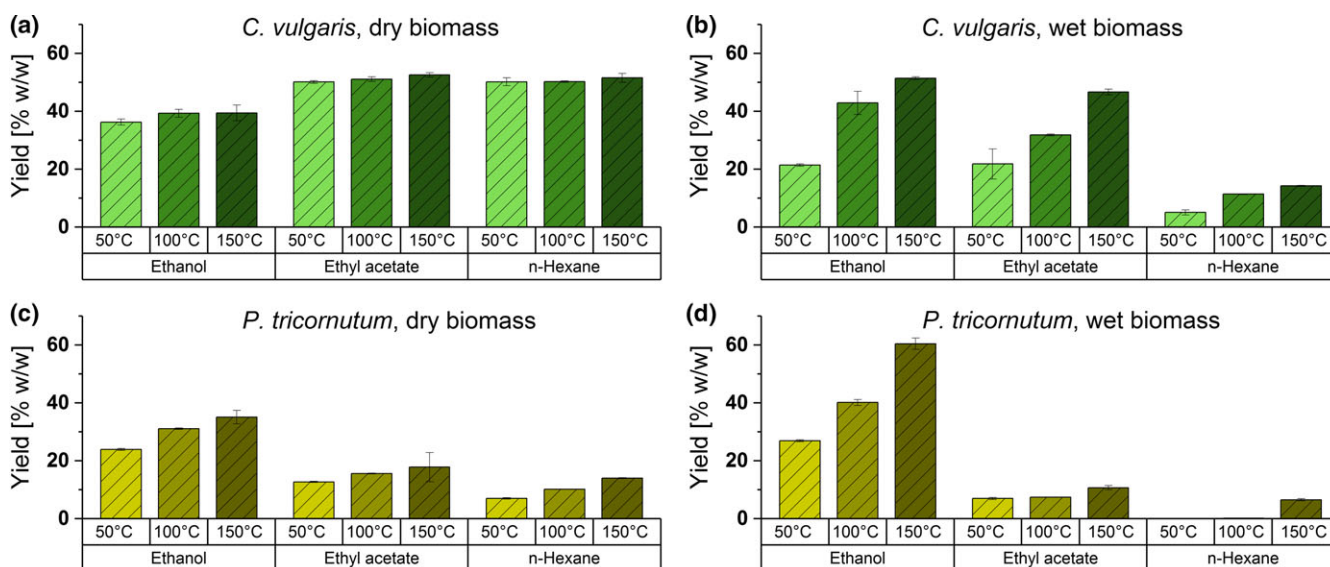 (a)
C. vulgaris, dry biomass
Yield [% w/w]
60
40
20
0
50°C 100°C 150°C 50°C 100°C 150°C 50°C 100°C 150°C
Ethanol Ethyl acetate n-Hexane
(b)
C. vulgaris, wet biomass
Yield [% w/w]
60
40
20
0
50°C 100°C 150°C 50°C 100°C 150°C 50°C 100°C 150°C
Ethanol Ethyl acetate n-Hexane
(c)
P. tricornutum, dry biomass
Yield [% w/w]
60
40
20
0
50°C 100°C 150°C 50°C 100°C 150°C 50°C 100°C 150°C
Ethanol Ethyl acetate n-Hexane
(d)
P. tricornutum, wet biomass
Yield [% w/w]
60
40
20
0
50°C 100°C 150°C 50°C 100°C 150°C 50°C 100°C 150°C
Ethanol Ethyl acetate n-Hexane